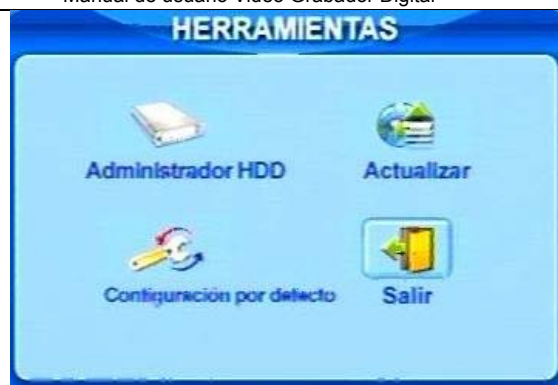 Manual de usuario Video Grabador Digital
HERRAMIENTAS
Administrador HDD Actualizar
Configuración por defecto Salir